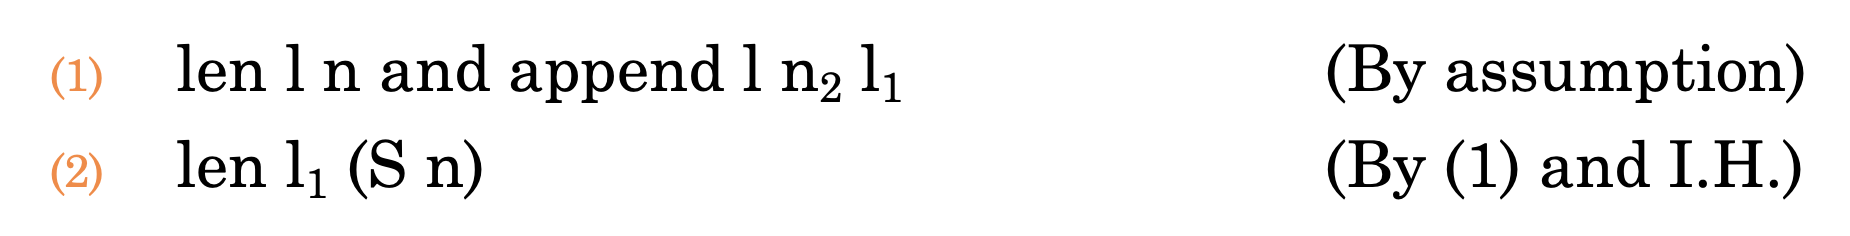 (1) len l n and append l n₂ l₁ (By assumption)
(2) len l₁ (S n) (By (1) and I.H.)